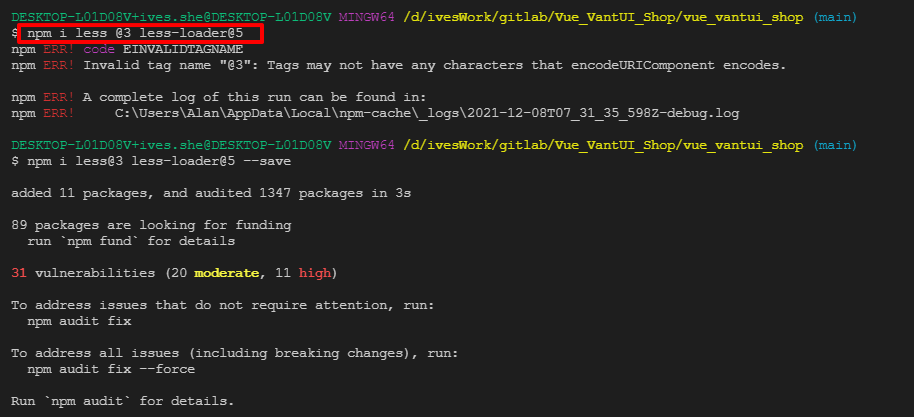 DESKTOP-L01D08V+ives.she@DESKTOP-L01D08V MINGW64 /d/ivesWork/gitlab/Vue_VantUI_Shop/vue_vantui_shop (main)
$ npm i less @3 less-loader@5
npm ERR! code EINVALIDTAGNAME
npm ERR! Invalid tag name "@3": Tags may not have any characters that encodeURIComponent encodes.
npm ERR! A complete log of this run can be found in:
npm ERR!     C:\Users\Alan\AppData\Local\npm-cache\_logs\2021-12-08T07_31_35_598Z-debug.log
DESKTOP-L01D08V+ives.she@DESKTOP-L01D08V MINGW64 /d/ivesWork/gitlab/Vue_VantUI_Shop/vue_vantui_shop (main)
$ npm i less@3 less-loader@5 --save
added 11 packages, and audited 1347 packages in 3s
89 packages are looking for funding
  run `npm fund` for details
31 vulnerabilities (20 moderate, 11 high)
To address issues that do not require attention, run:
  npm audit fix
To address all issues (including breaking changes), run:
  npm audit fix --force
Run `npm audit` for details.